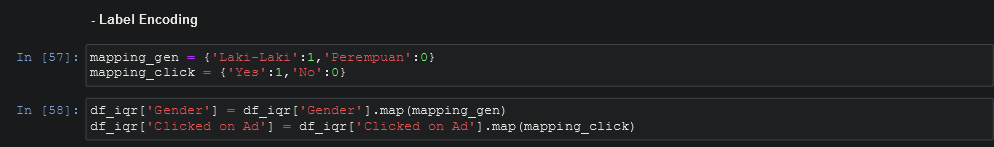 - Label Encoding
In [57]: mapping_gen = {'Laki-Laki':1,'Perempuan':0}
mapping_click = {'Yes':1,'No':0}
In [58]: df_iqr['Gender'] = df_iqr['Gender'].map(mapping_gen)
df_iqr['Clicked on Ad'] = df_iqr['Clicked on Ad'].map(mapping_click)